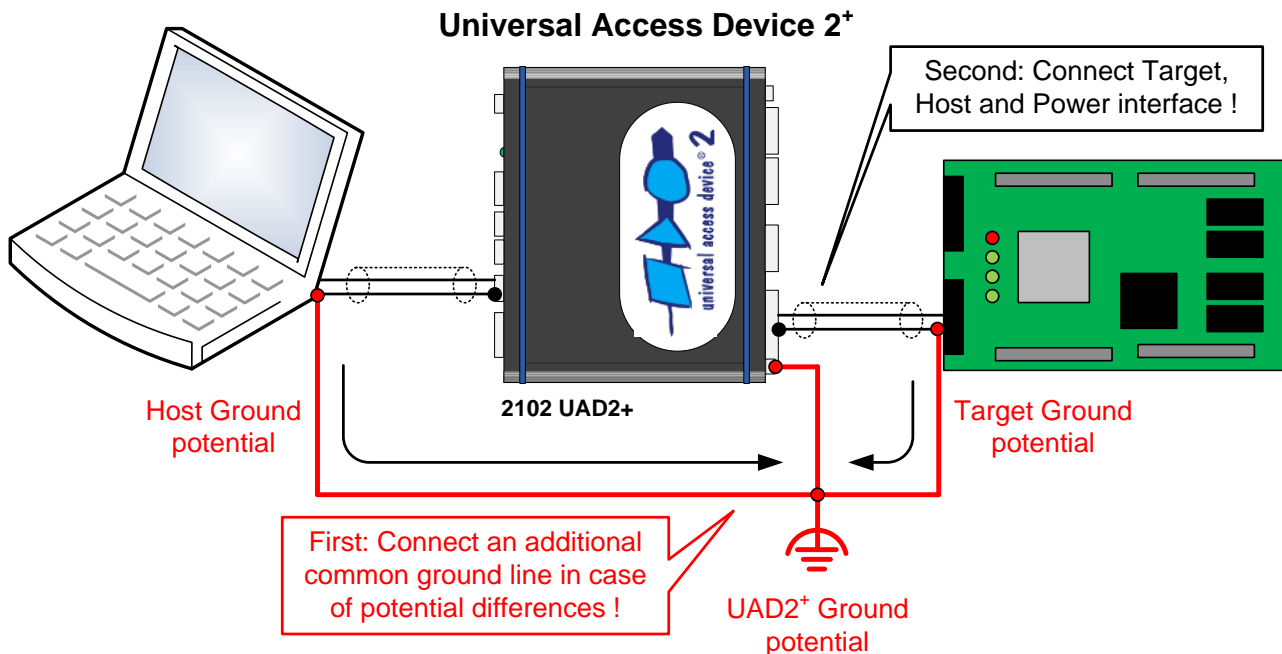 Universal Access Device 2+
Second: Connect Target,
Host and Power interface !
universal access device® 2
2102 UAD2+
Host Ground
potential
Target Ground
potential
First: Connect an additional
common ground line in case
of potential differences !
UAD2+ Ground
potential